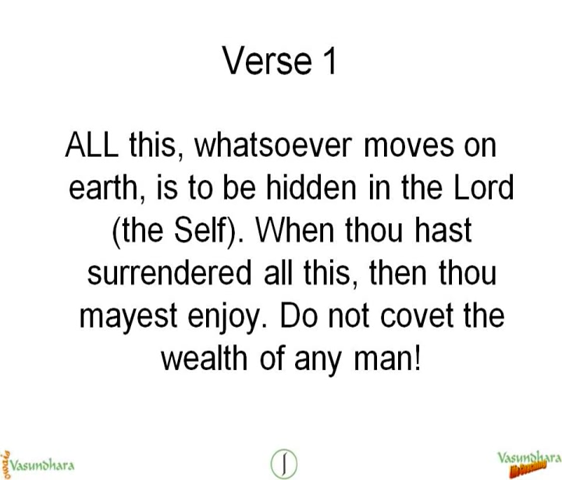 Verse 1
ALL this, whatsoever moves on
earth, is to be hidden in the Lord
(the Self). When thou hast
surrendered all this, then thou
mayest enjoy. Do not covet the
wealth of any man!
Vasundhara
Vasundhara